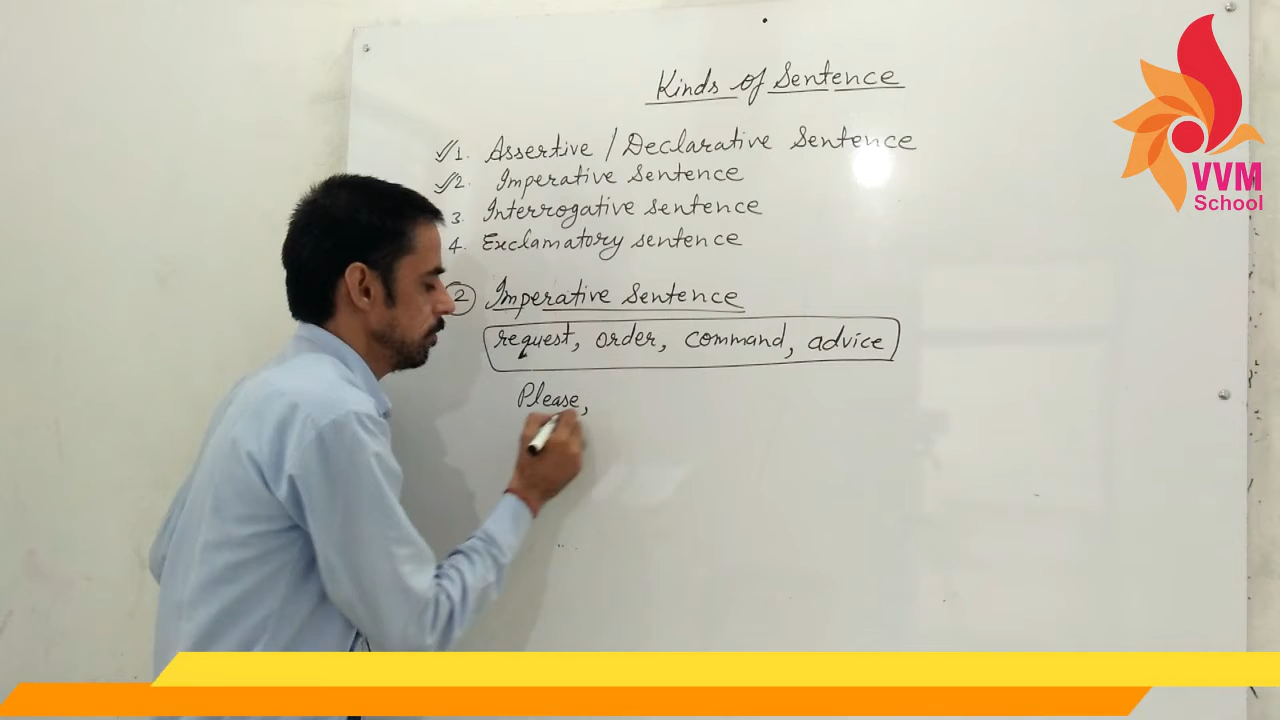 Kinds of Sentence
1. Assertive / Declarative Sentence
2. Imperative Sentence
3. Interrogative sentence
4. Exclamatory sentence
2 Imperative Sentence
request, order, command, advice
Please,
VVM
School